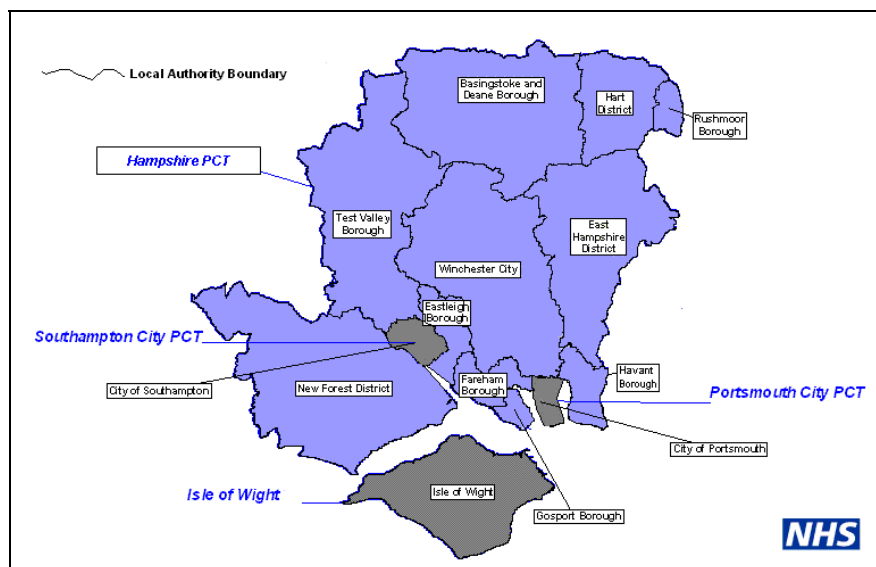 Local Authority Boundary
Basingstoke and
Deane Borough
Hart
District
Rushmoor
Borough
Hampshire PCT
Test Valley
Borough
East
Hampshire
District
Winchester City
Eastleigh
Borough
Southampton City PCT
City of Southampton
New Forest District
Fareham
Borough
Havant
Borough
Portsmouth City PCT
City of Portsmouth
Isle of Wight
Isle of Wight
Gosport Borough
NHS